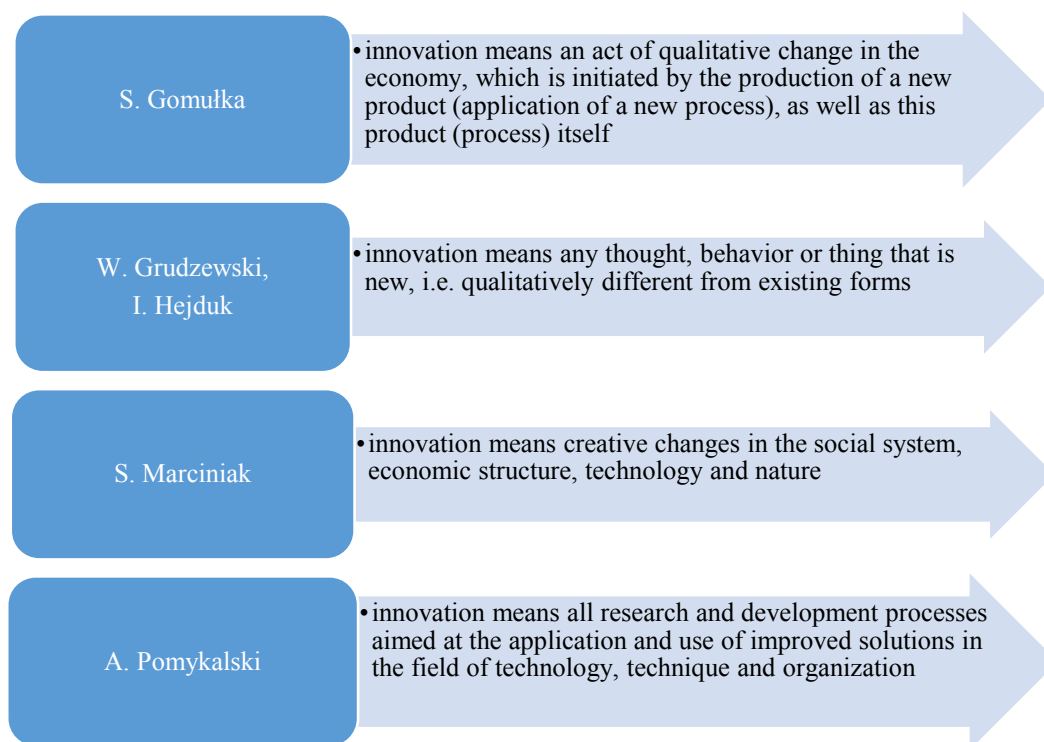 S. Gomułka
•innovation means an act of qualitative change in the
economy, which is initiated by the production of a new
product (application of a new process), as well as this
product (process) itself
W. Grudzewski,
I. Hejduk
•innovation means any thought, behavior or thing that is
new, i.e. qualitatively different from existing forms
S. Marciniak
•innovation means creative changes in the social system,
economic structure, technology and nature
A. Pomykalski
•innovation means all research and development processes
aimed at the application and use of improved solutions in
the field of technology, technique and organization